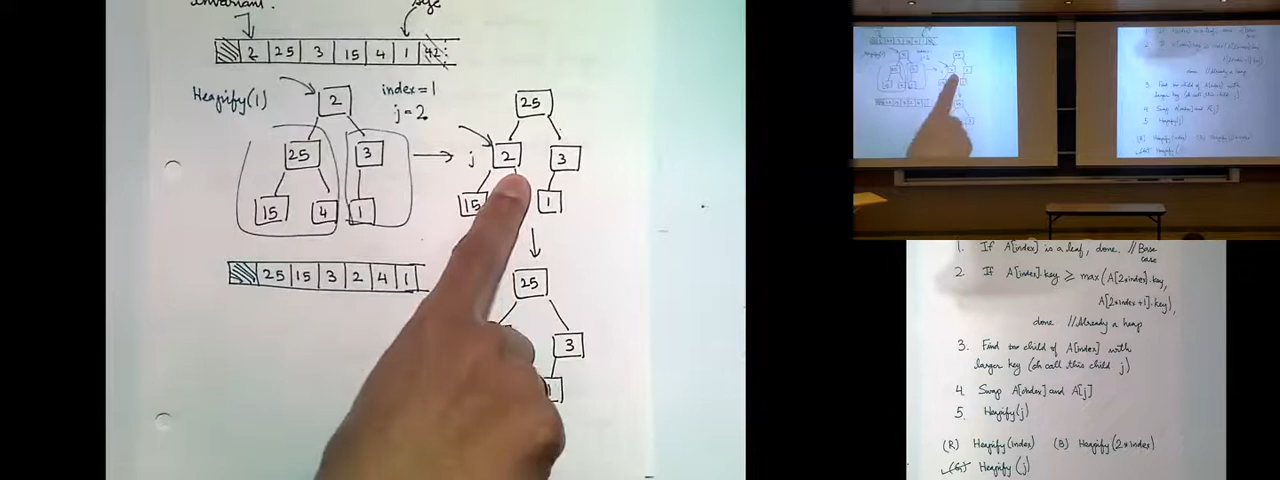 invariant.
size
2 25 3 15 4 1 42
Heapify(1)
2
index=1
j=2
25 3
15 4 1
25
j 2 3
15 1
25 15 3 2 4 1
25
3
1
1. If A[index] is a leaf, done. // Base case
2. If A[index].key ⩾ max(A[2*index].key,
A[2*index+1].key),
done // Already a heap
3. Find the child of A[index] with
larger key (call this child j)
4. Swap A[index] and A[j]
5. Heapify(j)
(R) Heapify(index) (B) Heapify(2*index)
(G) Heapify(j)